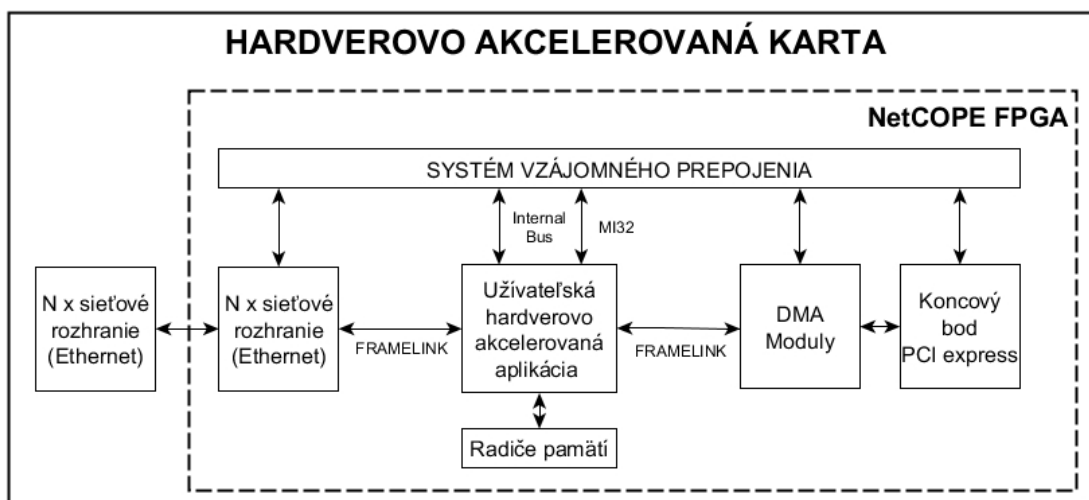 HARDVEROVO AKCELEROVANÁ KARTA
NetCOPE FPGA
SYSTÉM VZÁJOMNÉHO PREPOJENIA
Internal
Bus
MI32
N x sieťové
rozhranie
(Ethernet)
N x sieťové
rozhranie
(Ethernet)
FRAMELINK
Užívateľská
hardverovo
akcelerovaná
aplikácia
FRAMELINK
DMA
Moduly
Koncový
bod
PCI express
Radiče pamätí